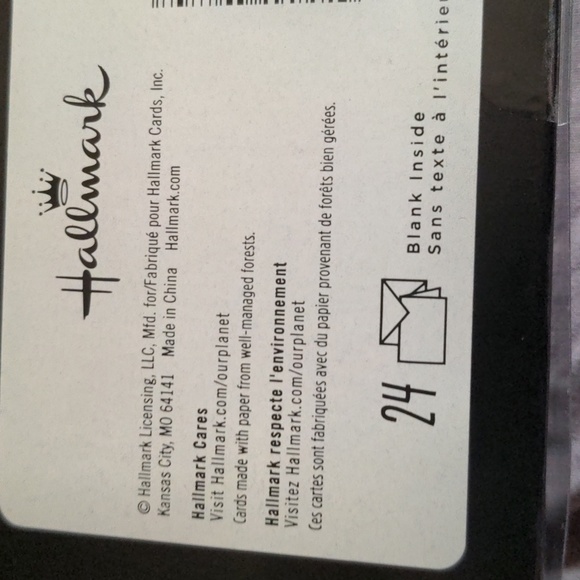 Hallmark
© Hallmark Licensing, LLC, Mfd. for/Fabriqué pour Hallmark Cards, Inc.
Kansas City, MO 64141 Made in China Hallmark.com
Hallmark Cares
Visit Hallmark.com/ourplanet
Cards made with paper from well-managed forests.
Hallmark respecte l'environnement
Visitez Hallmark.com/ourplanet
Ces cartes sont fabriquées avec du papier provenant de forêts bien gérées.
24
Blank Inside
Sans texte à